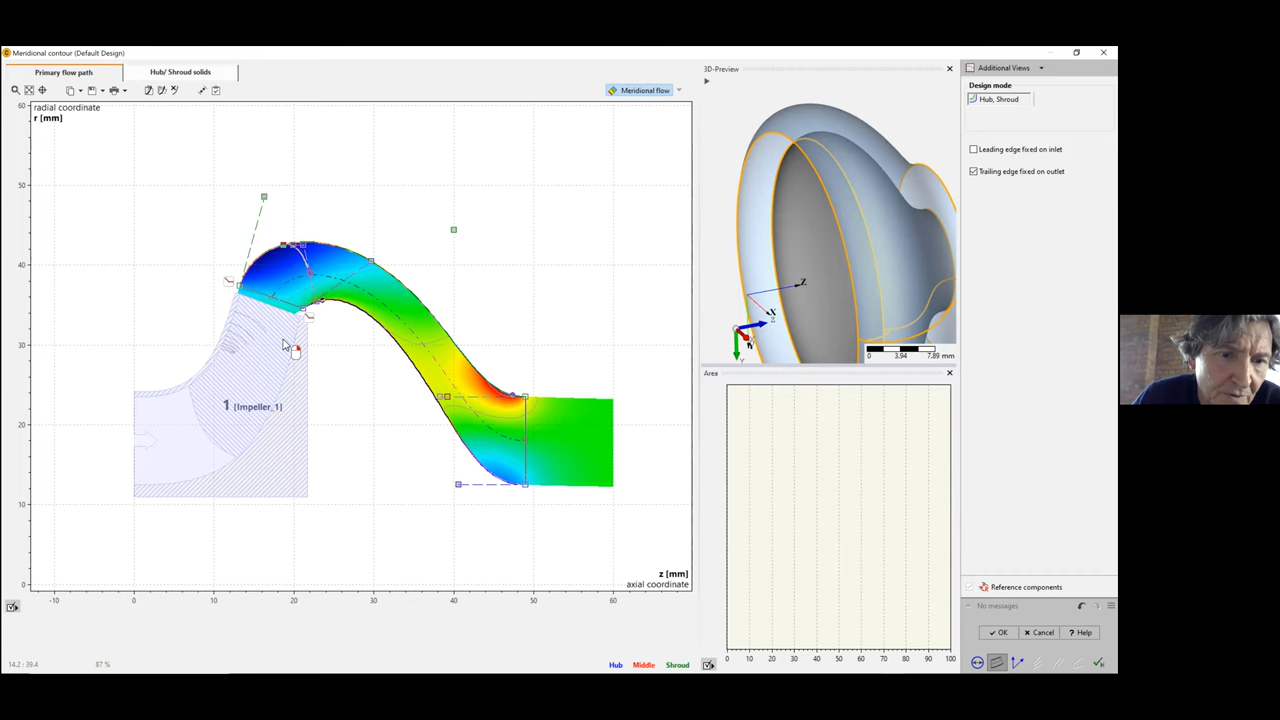 Meridional contour (Default Design)
Primary flow path
Hub/ Shroud solids
Meridional flow
radial coordinate
r [mm]
60
50
40
30
20
10
0
-10 0 10 20 30 40 50 60
z [mm]
axial coordinate
1 [Impeller_1]
14.2 : 39.4
87 %
Hub Middle Shroud
3D-Preview
Z
X
Z
Y
0 3.94 7.89 mm
Area
0 10 20 30 40 50 60 70 80 90 100
Additional Views
Design mode
Hub, Shroud
Leading edge fixed on inlet
Trailing edge fixed on outlet
Reference components
No messages
OK
Cancel
? Help